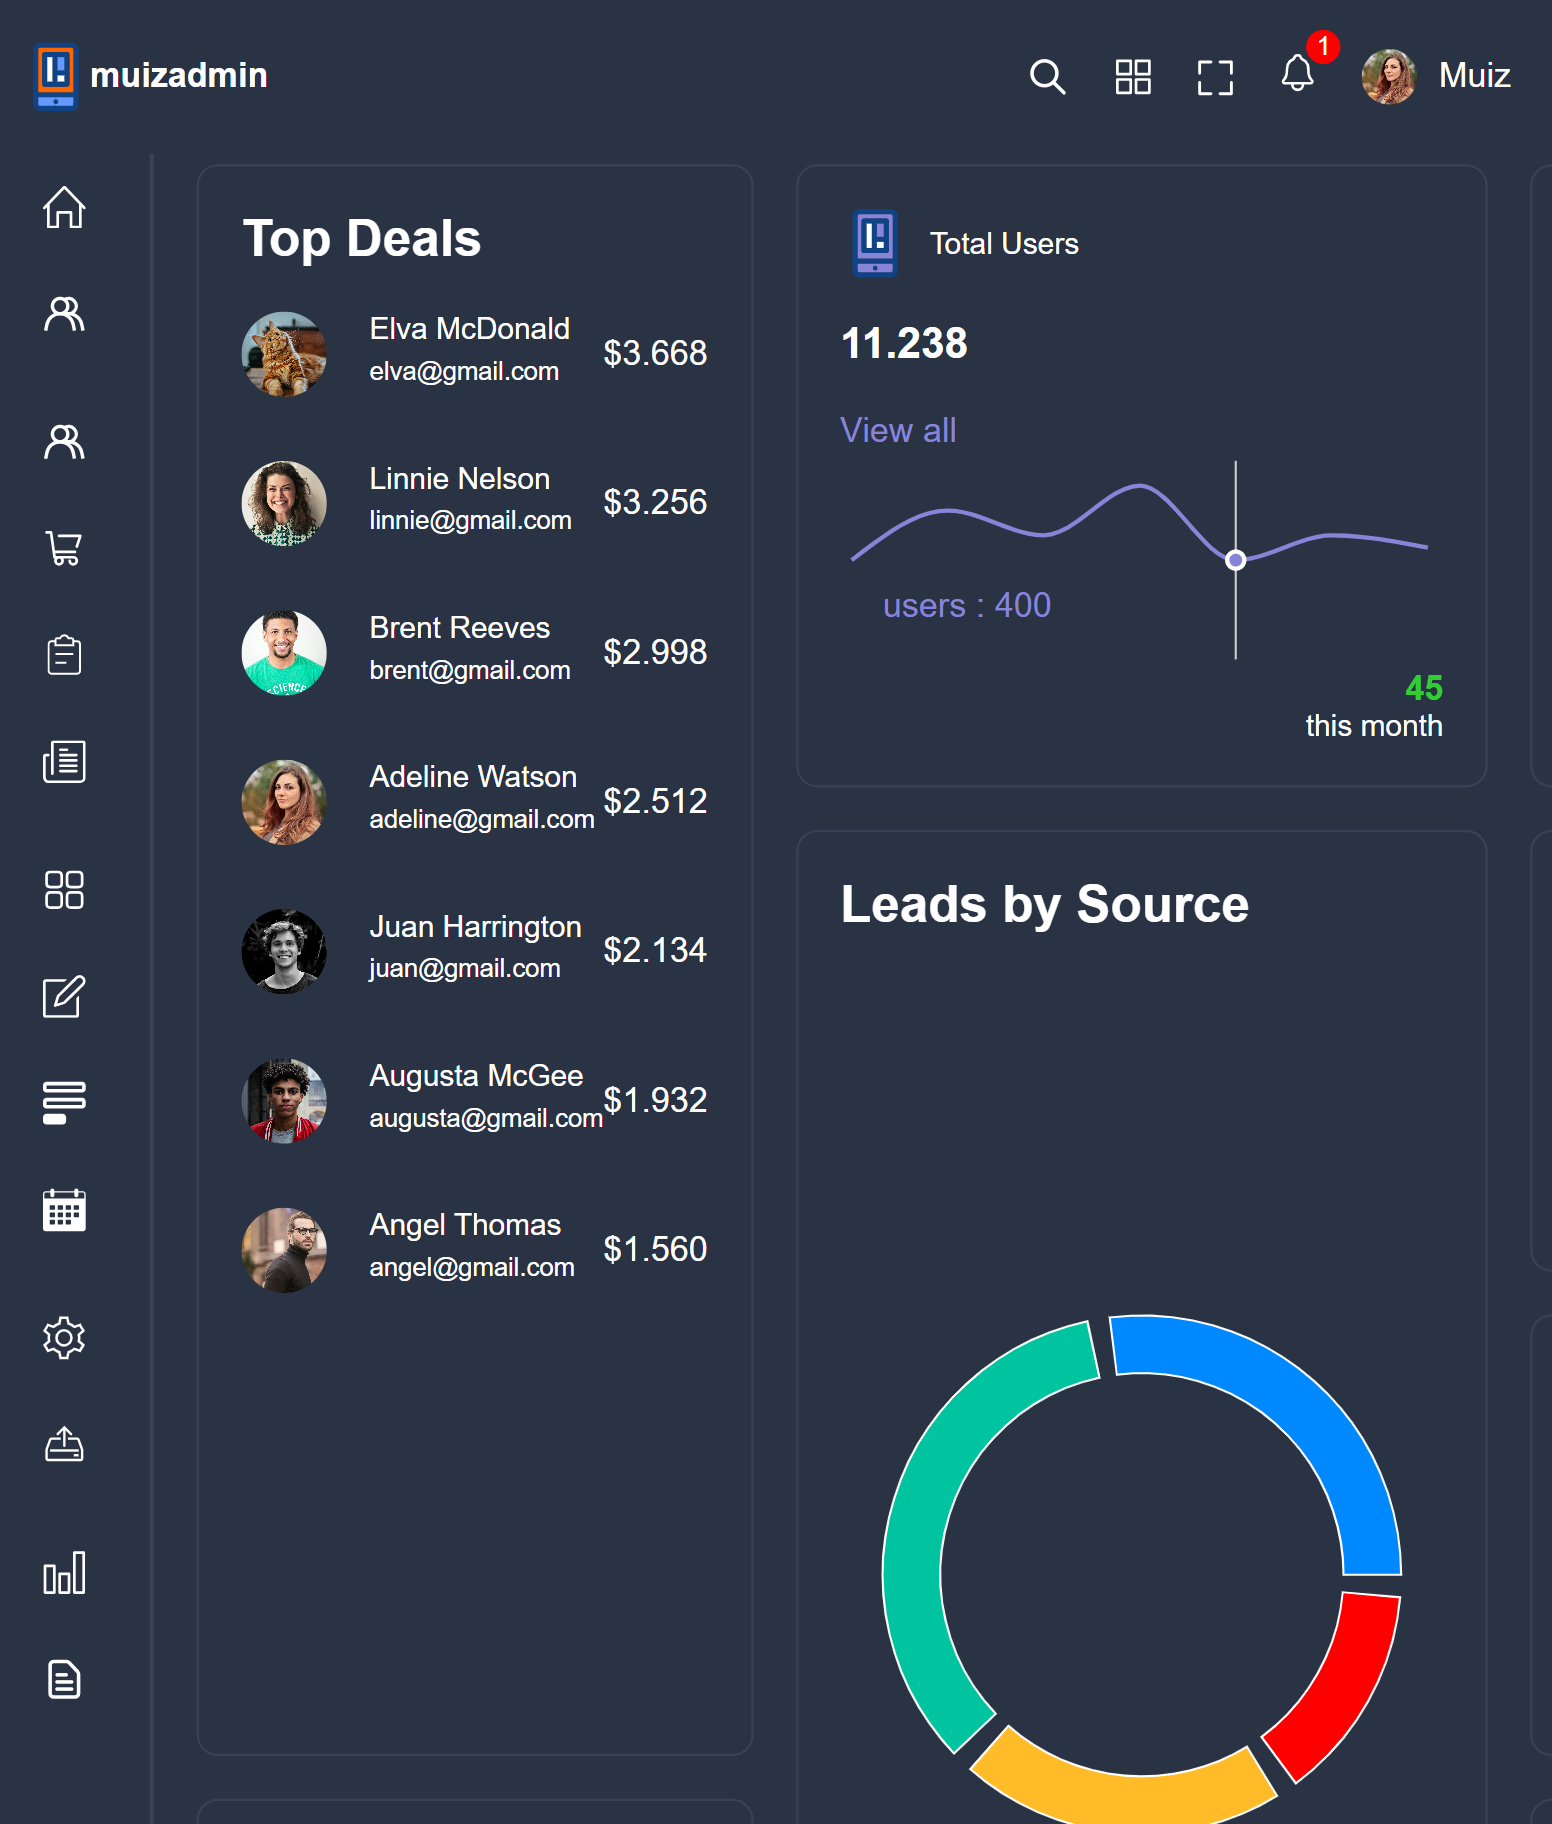 muizadmin
1
Muiz
Top Deals
Elva McDonald
elva@gmail.com
$3.668
Linnie Nelson
linnie@gmail.com
$3.256
Brent Reeves
brent@gmail.com
$2.998
Adeline Watson
adeline@gmail.com
$2.512
Juan Harrington
juan@gmail.com
$2.134
Augusta McGee
augusta@gmail.com
$1.932
Angel Thomas
angel@gmail.com
$1.560
Total Users
11.238
View all
users : 400
45
this month
Leads by Source